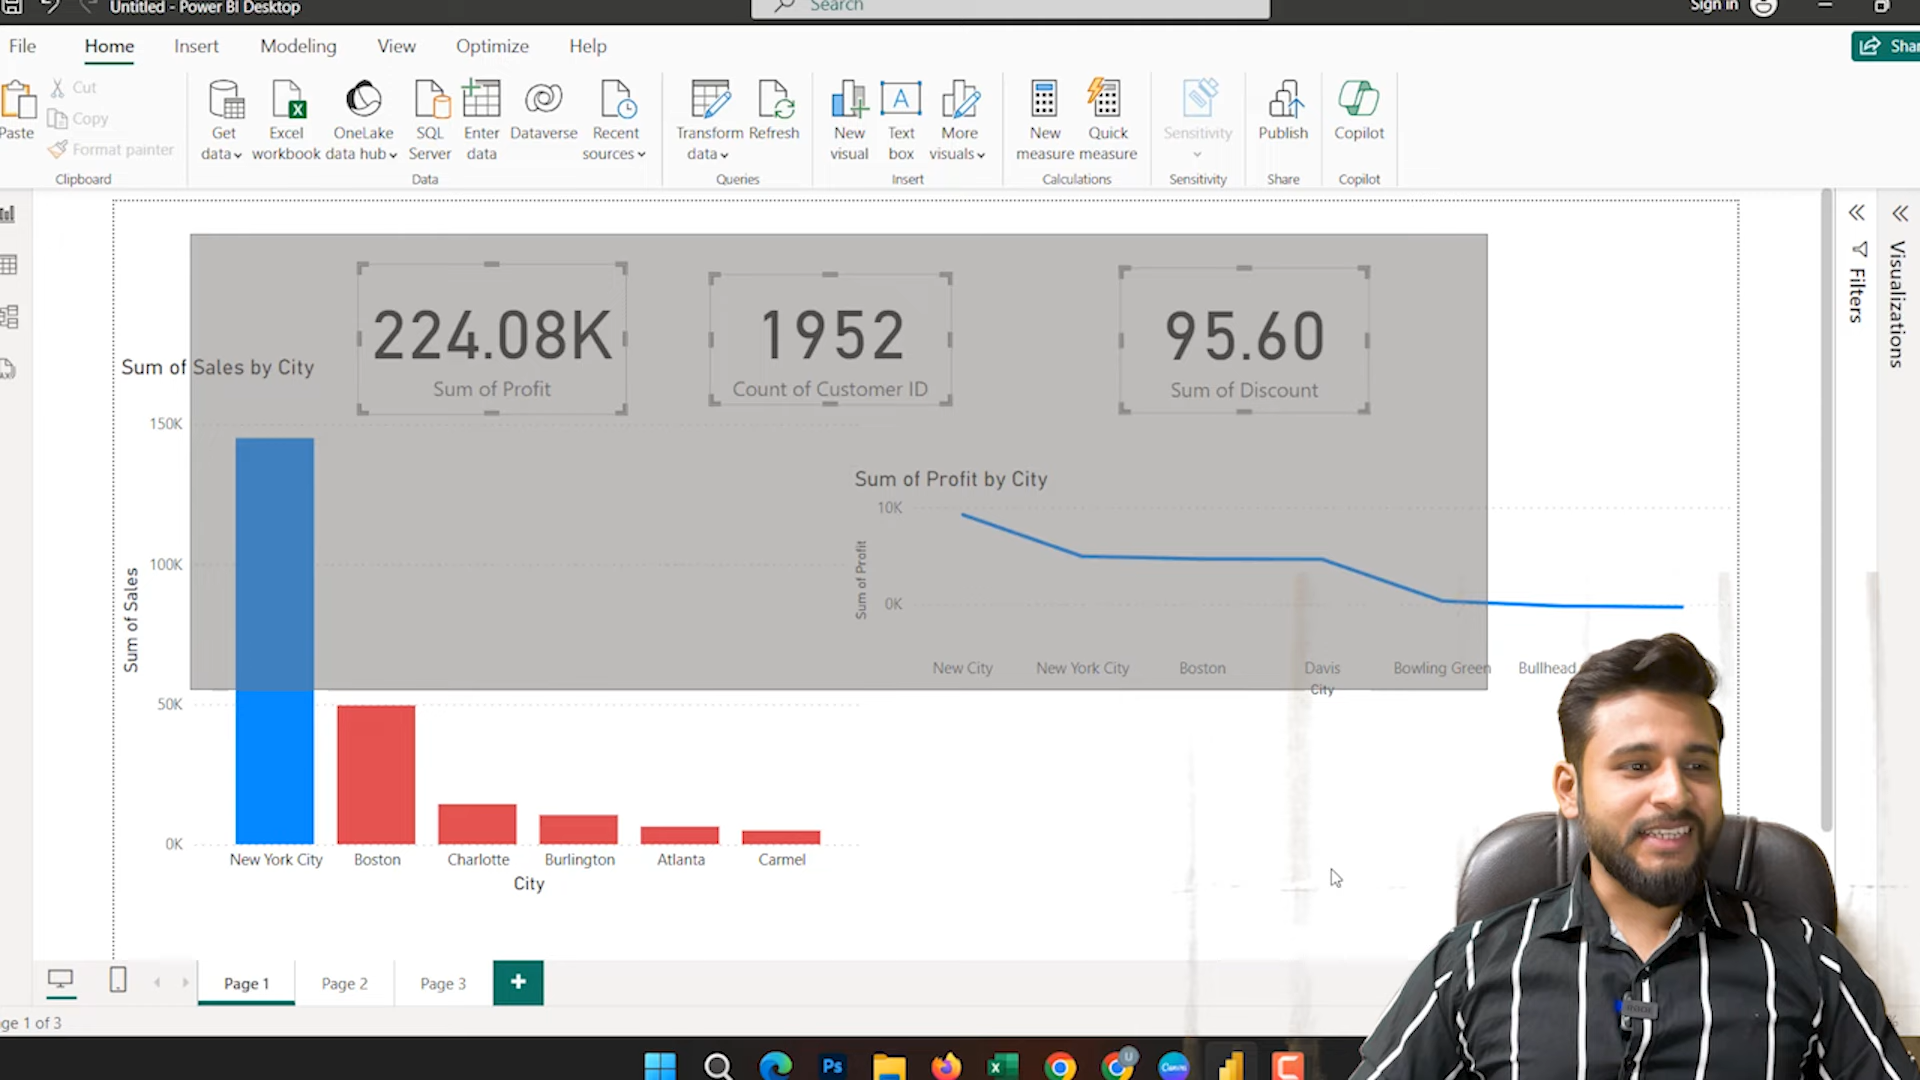 Untitled - Power BI Desktop
Search
Sign in
File Home Insert Modeling View Optimize Help
Paste
Cut
Copy
Format painter
Clipboard
Get data
Excel workbook
OneLake data hub
SQL Server
Enter data
Dataverse
Recent sources
Data
Transform data
Refresh
Queries
New visual
Text box
More visuals
Insert
New measure
Quick measure
Calculations
Sensitivity
Sensitivity
Publish
Share
Copilot
Copilot
Filters
Visualizations
224.08K
Sum of Profit
1952
Count of Customer ID
95.60
Sum of Discount
Sum of Sales by City
150K
100K
50K
0K
Sum of Sales
New York City Boston Charlotte Burlington Atlanta Carmel
City
Sum of Profit by City
10K
0K
Sum of Profit
New City New York City Boston Davis Bowling Green Bullhead
City
Page 1 Page 2 Page 3 +
1 of 3
Ps
Canva